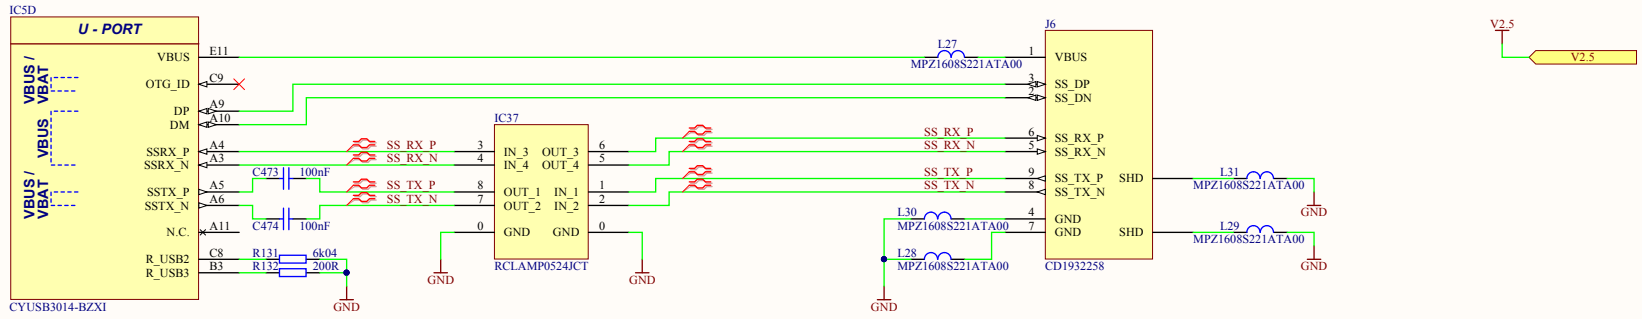 IC5D
U - PORT
VBUS / VBAT
VBUS
VBUS / VBAT
VBUS
E11
OTG_ID
C9
DP
A9
DM
A10
SSRX_P
A4
SSRX_N
A3
SSTX_P
A5
SSTX_N
A6
N.C.
A11
R_USB2
C8
R_USB3
B3
CYUSB3014-BZXI
C473
100nF
C474
100nF
R131
6k04
R132
200R
GND
SS_RX_P
SS_RX_N
SS_TX_P
SS_TX_N
IC37
3
IN_3
OUT_3
6
4
IN_4
OUT_4
5
8
OUT_1
IN_1
1
7
OUT_2
IN_2
2
0
GND
GND
0
RCLAMP0524JCT
GND
GND
L27
MPZ1608S221ATA00
SS_RX_P
SS_RX_N
SS_TX_P
SS_TX_N
L30
MPZ1608S221ATA00
L28
MPZ1608S221ATA00
GND
J6
1
VBUS
3
SS_DP
2
SS_DN
6
SS_RX_P
5
SS_RX_N
9
SS_TX_P
SHD
8
SS_TX_N
4
GND
7
GND
SHD
CD1932258
L31
MPZ1608S221ATA00
GND
L29
MPZ1608S221ATA00
GND
V2.5
V2.5